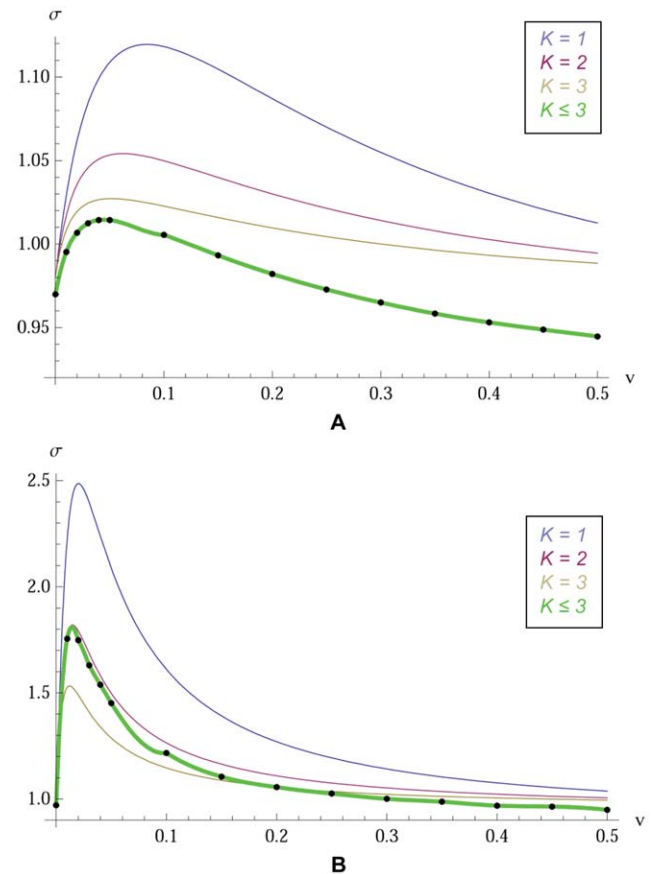 σ
1.10
1.05
1.00
0.95
0.1 0.2 0.3 0.4 0.5 v
K = 1
K = 2
K = 3
K ≤ 3
A
σ
2.5
2.0
1.5
1.0
0.1 0.2 0.3 0.4 0.5 v
K = 1
K = 2
K = 3
K ≤ 3
B